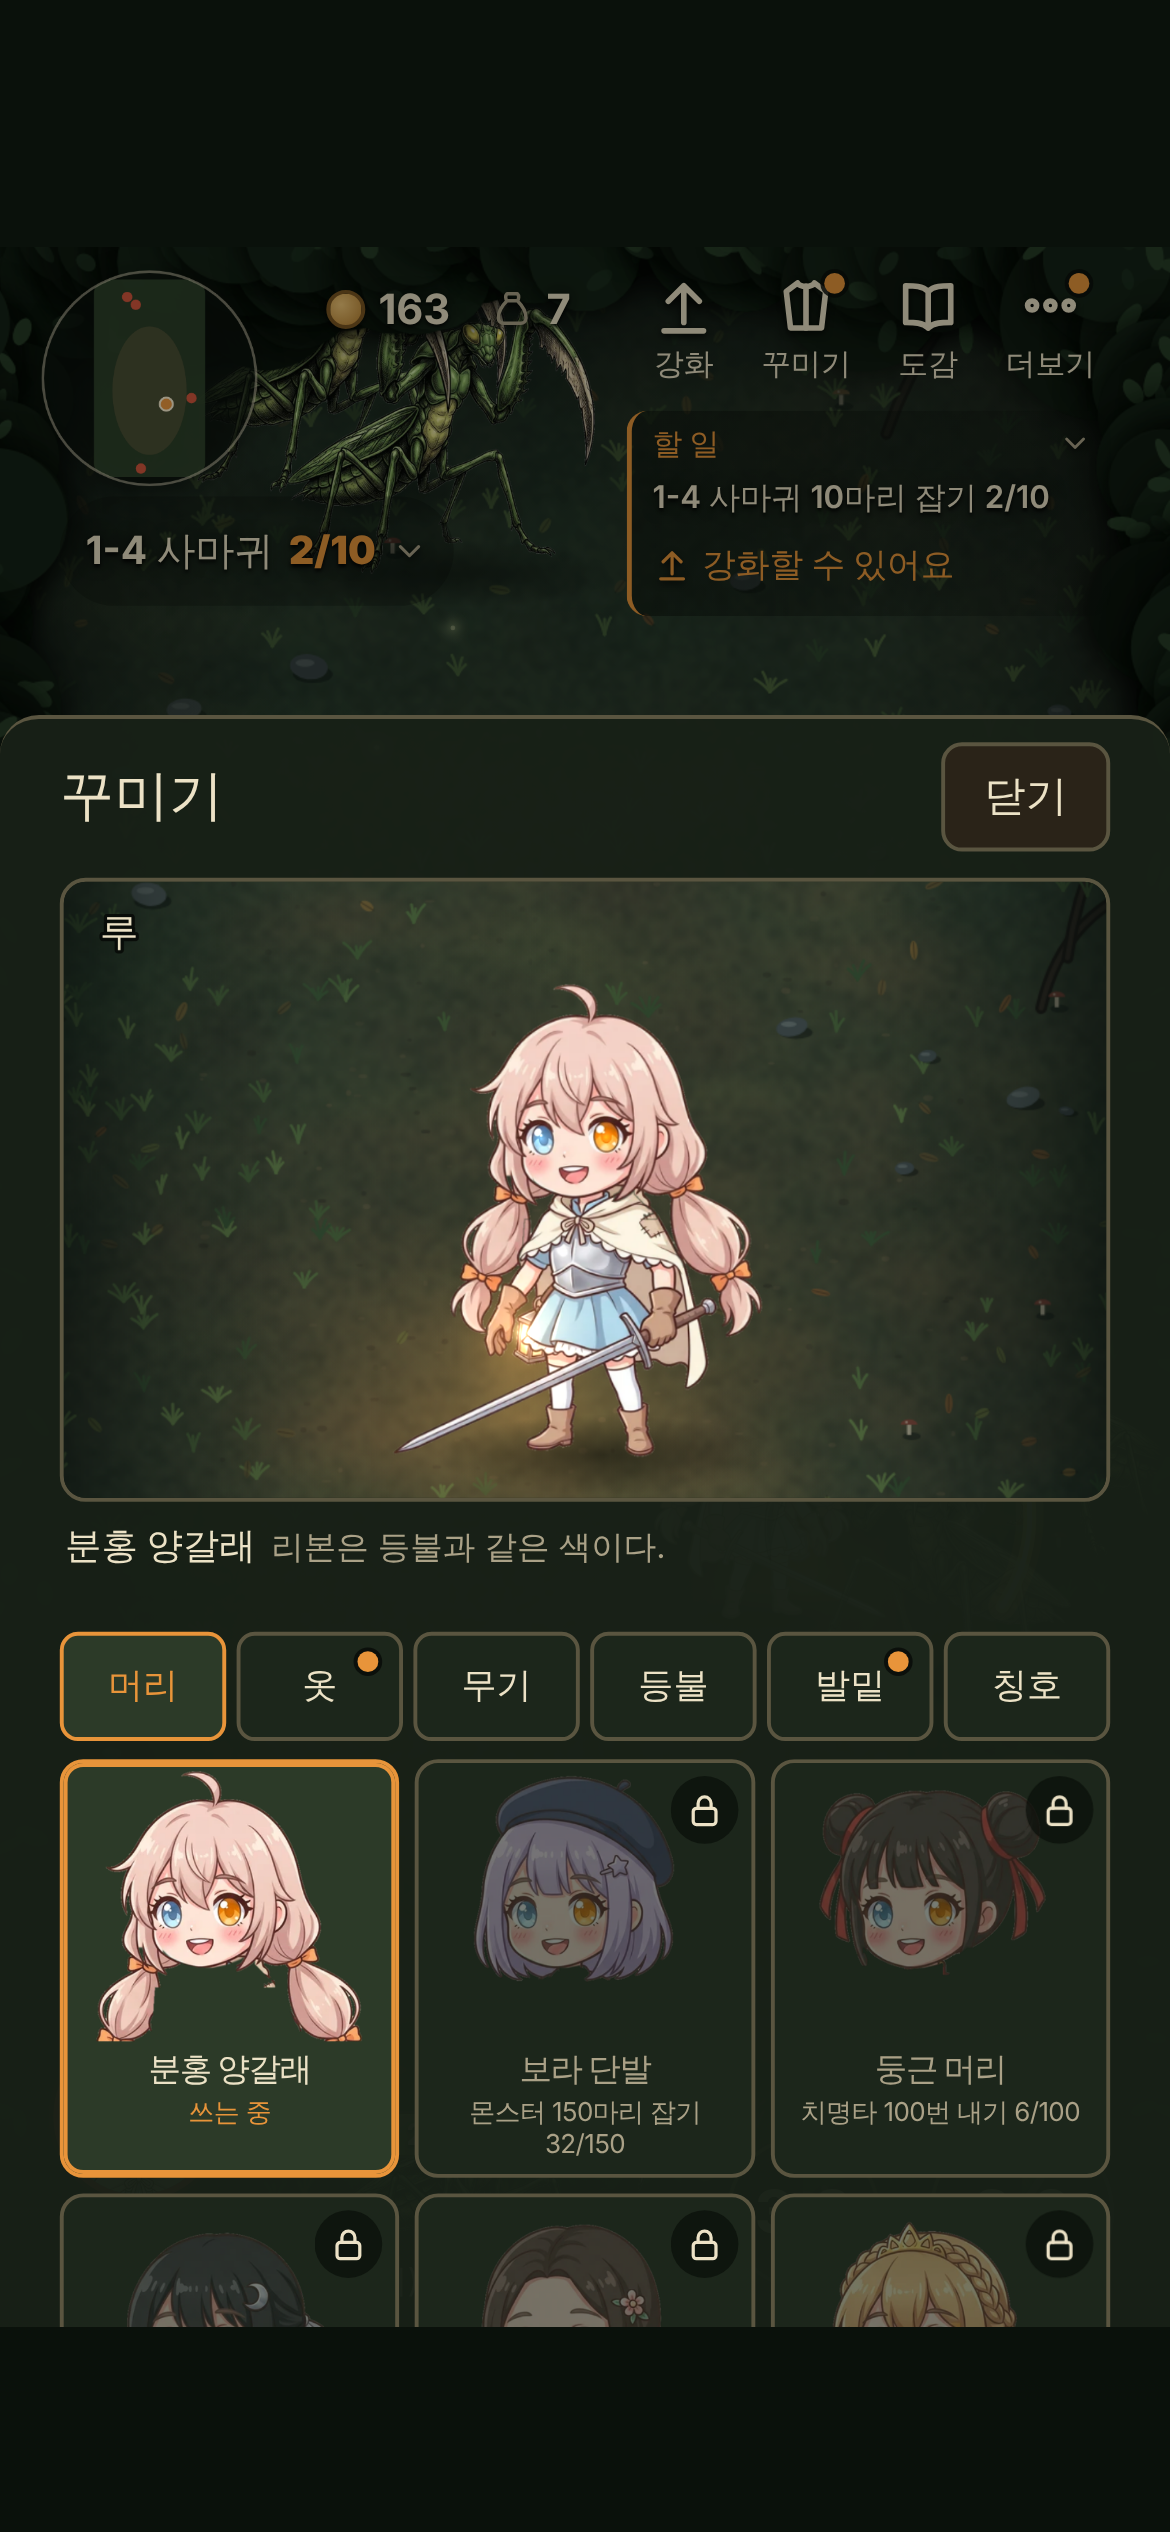 163
7
강화
꾸미기
도감
더보기
할 일
1-4 사마귀 10마리 잡기 2/10
강화할 수 있어요
1-4 사마귀 2/10
꾸미기
닫기
루
분홍 양갈래 리본은 등불과 같은 색이다.
머리
옷
무기
등불
발밑
칭호
분홍 양갈래
쓰는 중
보라 단발
몬스터 150마리 잡기
32/150
둥근 머리
치명타 100번 내기 6/100